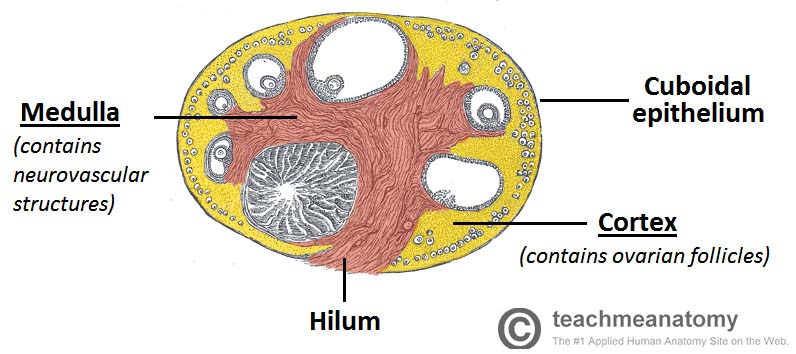 Medulla
(contains
neurovascular
structures)
Cuboidal
epithelium
Cortex
(contains ovarian follicles)
Hilum
© teachmeanatomy
The #1 Applied Human Anatomy Site on the Web.